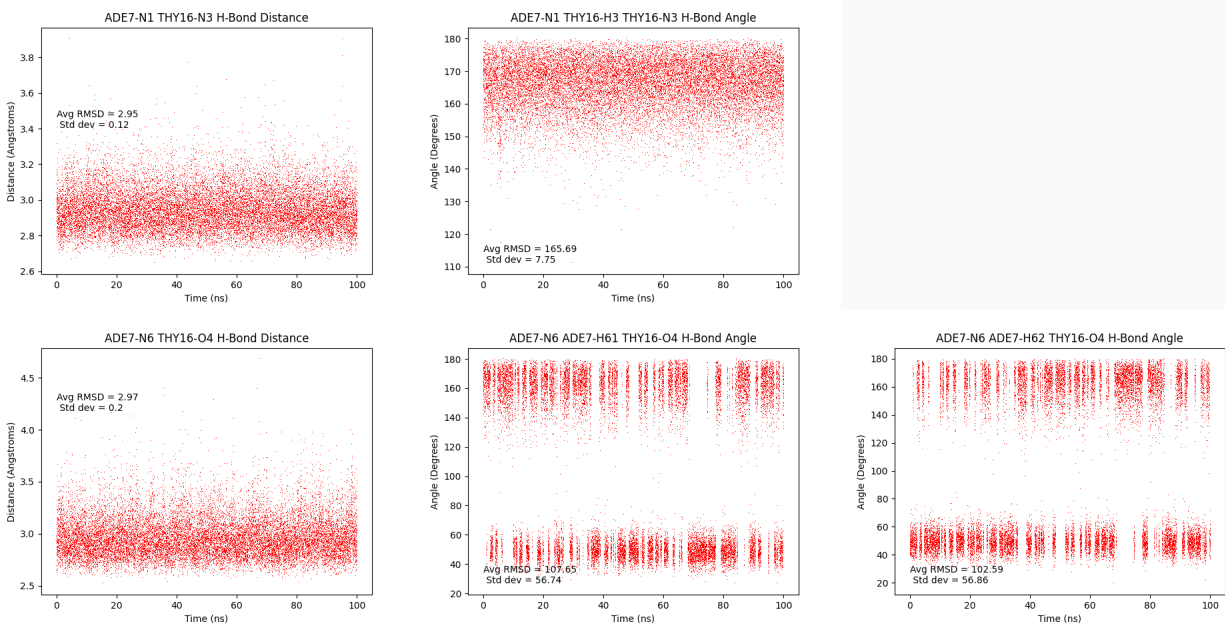 ADE7-N1 THY16-N3 H-Bond Distance
Distance (Angstroms)
3.8
3.6
3.4
3.2
3.0
2.8
2.6
Avg RMSD = 2.95
Std dev = 0.12
0 20 40 60 80 100
Time (ns)
ADE7-N1 THY16-H3 THY16-N3 H-Bond Angle
Angle (Degrees)
180
170
160
150
140
130
120
110
Avg RMSD = 165.69
Std dev = 7.75
0 20 40 60 80 100
Time (ns)
ADE7-N6 THY16-O4 H-Bond Distance
Distance (Angstroms)
4.5
4.0
3.5
3.0
2.5
Avg RMSD = 2.97
Std dev = 0.2
0 20 40 60 80 100
Time (ns)
ADE7-N6 ADE7-H61 THY16-O4 H-Bond Angle
Angle (Degrees)
180
160
140
120
100
80
60
40
20
Avg RMSD = 107.65
Std dev = 56.74
0 20 40 60 80 100
Time (ns)
ADE7-N6 ADE7-H62 THY16-O4 H-Bond Angle
Angle (Degrees)
180
160
140
120
100
80
60
40
20
Avg RMSD = 102.59
Std dev = 56.86
0 20 40 60 80 100
Time (ns)